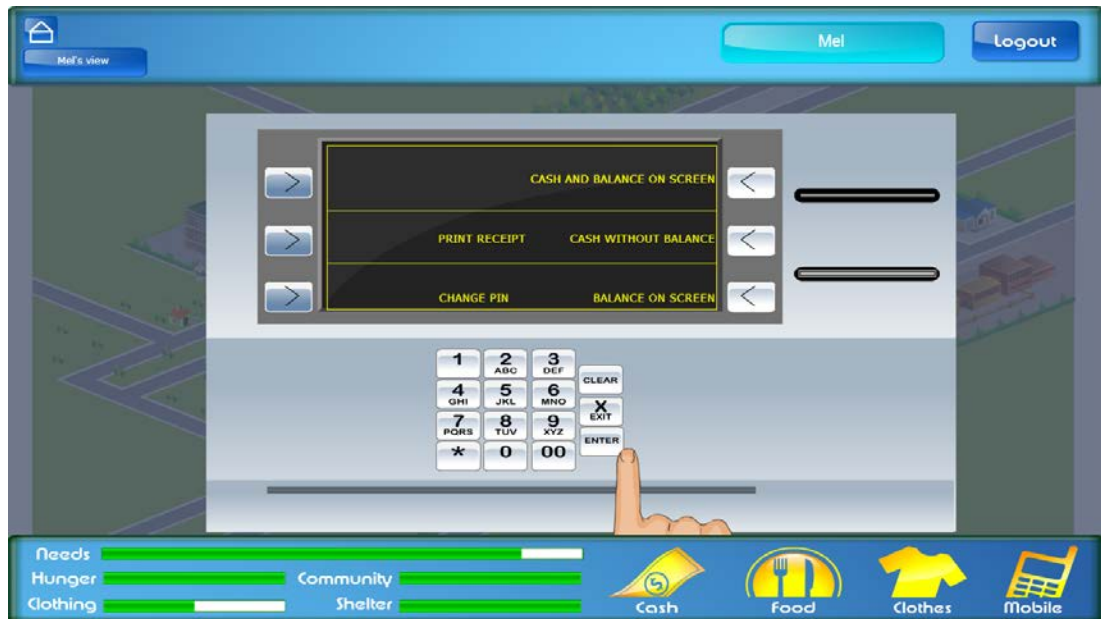 Mel's view
Mel
Logout
CASH AND BALANCE ON SCREEN
PRINT RECEIPT CASH WITHOUT BALANCE
CHANGE PIN BALANCE ON SCREEN
1 2 3
ABC DEF
CLEAR
4 5 6
GHI JKL MNO
X
EXIT
7 8 9
PQRS TUV XYZ
ENTER
* 0 00
Needs
Hunger Community
Clothing Shelter
Cash Food Clothes Mobile